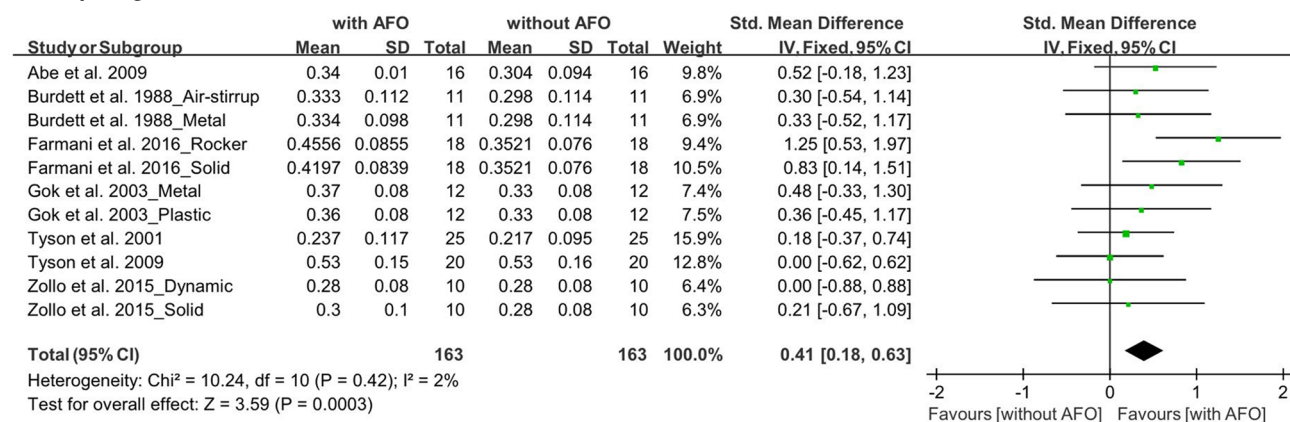 with AFO without AFO Std. Mean Difference Std. Mean Difference
Study or Subgroup Mean SD Total Mean SD Total Weight IV, Fixed, 95% CI IV, Fixed, 95% CI
Abe et al. 2009 0.34 0.01 16 0.304 0.094 16 9.8% 0.52 [-0.18, 1.23]
Burdett et al. 1988_Air-stirrup 0.333 0.112 11 0.298 0.114 11 6.9% 0.30 [-0.54, 1.14]
Burdett et al. 1988_Metal 0.334 0.098 11 0.298 0.114 11 6.9% 0.33 [-0.52, 1.17]
Farmani et al. 2016_Rocker 0.4556 0.0855 18 0.3521 0.076 18 9.4% 1.25 [0.53, 1.97]
Farmani et al. 2016_Solid 0.4197 0.0839 18 0.3521 0.076 18 10.5% 0.83 [0.14, 1.51]
Gok et al. 2003_Metal 0.37 0.08 12 0.33 0.08 12 7.4% 0.48 [-0.33, 1.30]
Gok et al. 2003_Plastic 0.36 0.08 12 0.33 0.08 12 7.5% 0.36 [-0.45, 1.17]
Tyson et al. 2001 0.237 0.117 25 0.217 0.095 25 15.9% 0.18 [-0.37, 0.74]
Tyson et al. 2009 0.53 0.15 20 0.53 0.16 20 12.8% 0.00 [-0.62, 0.62]
Zollo et al. 2015_Dynamic 0.28 0.08 10 0.28 0.08 10 6.4% 0.00 [-0.88, 0.88]
Zollo et al. 2015_Solid 0.3 0.1 10 0.28 0.08 10 6.3% 0.21 [-0.67, 1.09]
Total (95% CI) 163 163 100.0% 0.41 [0.18, 0.63]
Heterogeneity: Chi² = 10.24, df = 10 (P = 0.42); I² = 2%
Test for overall effect: Z = 3.59 (P = 0.0003)
-2 -1 0 1 2
Favours [without AFO] Favours [with AFO]